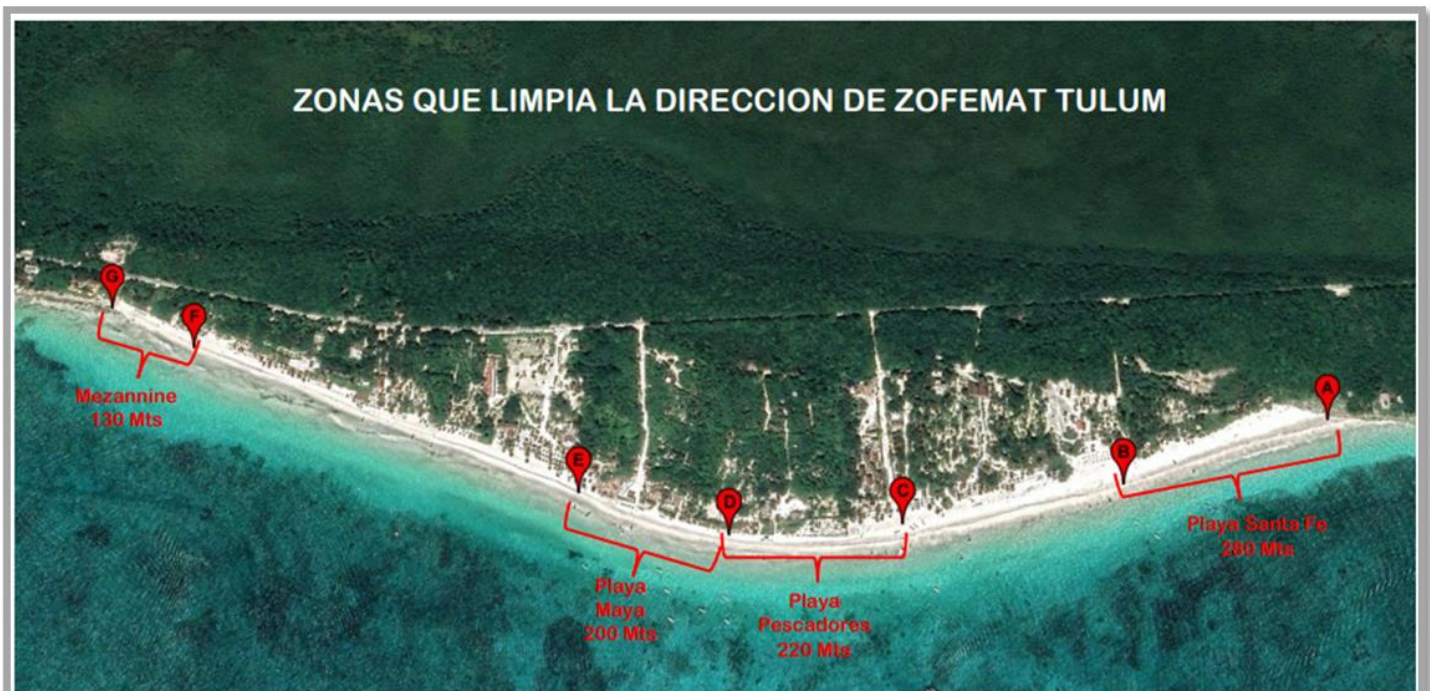 ZONAS QUE LIMPIA LA DIRECCION DE ZOFEMAT TULUM
G
F
Mezannine
130 Mts
E
D
C
B
A
Playa Santa Fe
280 Mts
Playa
Maya
200 Mts
Playa
Pescadores
220 Mts